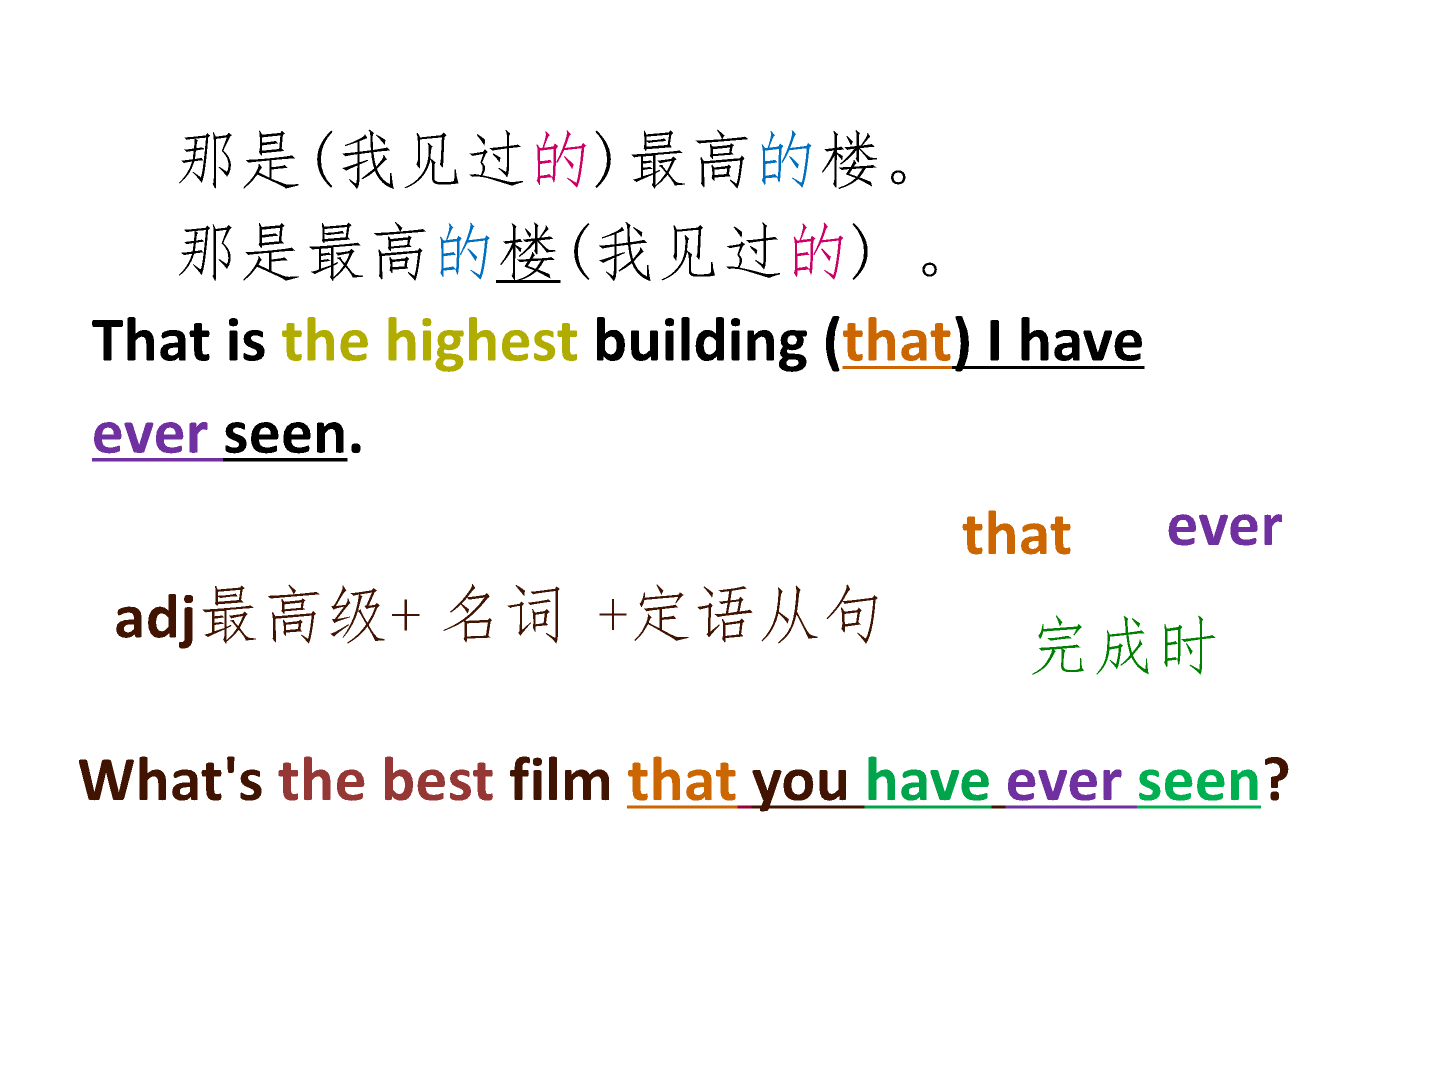 那是(我见过的)最高的楼。
那是最高的楼(我见过的) 。
That is the highest building (that) I have
ever seen.
that ever
adj最高级+ 名词 +定语从句
完成时
What's the best film that you have ever seen?